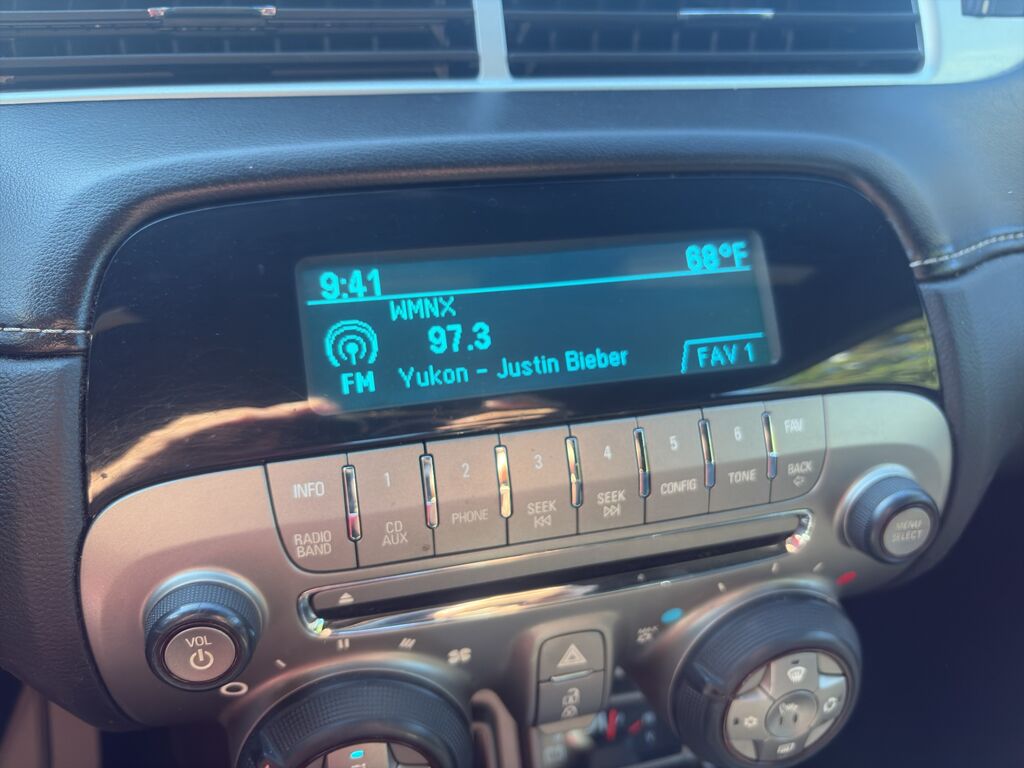 9:41
68°F
WMNX
97.3
FM
Yukon - Justin Bieber
FAV 1
INFO
1
2
3
4
5
6
FAV
RADIO
BAND
CD
AUX
PHONE
SEEK
SEEK
CONFIG
TONE
BACK
MENU
SELECT
VOL
MAX